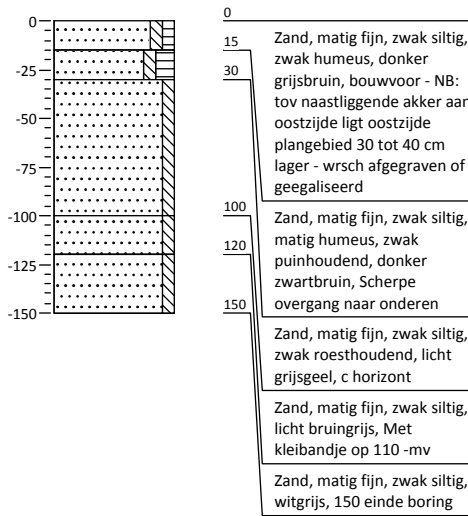 0
-25
-50
-75
-100
-125
-150
0
15
30
100
120
150
Zand, matig fijn, zwak siltig,
zwak humeus, donker
grijsbruin, bouwvoor - NB:
tov naastliggende akker aan
oostzijde ligt oostzijde
plangebied 30 tot 40 cm
lager - wrsch afgegraven of
geegaliseerd
Zand, matig fijn, zwak siltig,
matig humeus, zwak
puinhoudend, donker
zwartbruin, Scherpe
overgang naar onderen
Zand, matig fijn, zwak siltig,
zwak roesthoudend, licht
grijsgeel, c horizont
Zand, matig fijn, zwak siltig,
licht bruingrijs, Met
kleibandje op 110 -mv
Zand, matig fijn, zwak siltig,
witgrijs, 150 einde boring